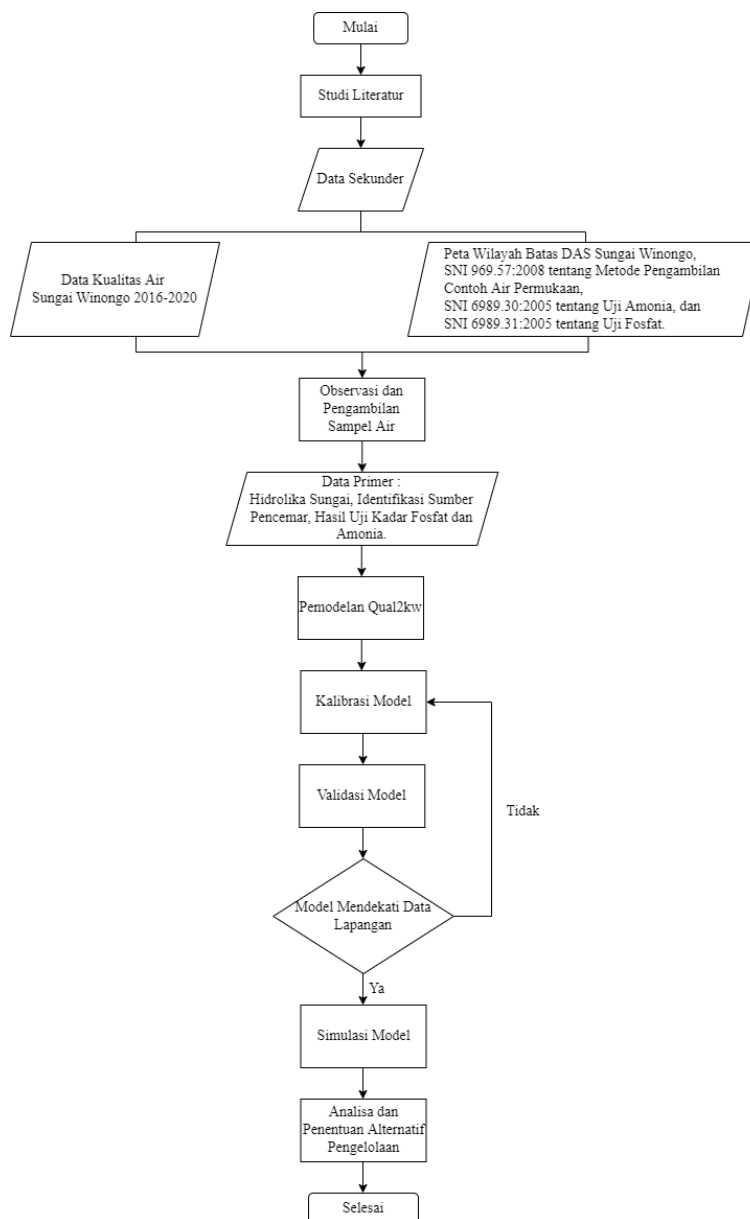 Mulai
Studi Literatur
Data Sekunder
Data Kualitas Air
Sungai Winongo 2016-2020
Peta Wilayah Batas DAS Sungai Winongo,
SNI 969.57:2008 tentang Metode Pengambilan
Contoh Air Permukaan,
SNI 6989.30:2005 tentang Uji Amonia, dan
SNI 6989.31:2005 tentang Uji Fosfat.
Observasi dan
Pengambilan
Sampel Air
Data Primer :
Hidrolika Sungai, Identifikasi Sumber
Pencemar, Hasil Uji Kadar Fosfat dan
Amonia.
Pemodelan Qual2kw
Kalibrasi Model
Validasi Model
Tidak
Model Mendekati Data
Lapangan
Ya
Simulasi Model
Analisa dan
Penentuan Alternatif
Pengelolaan
Selesai